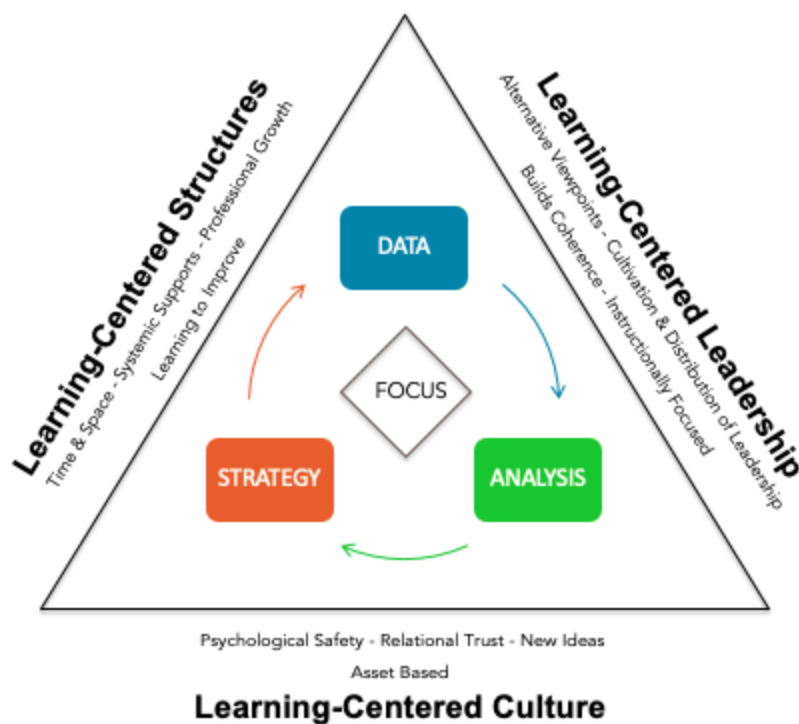 Learning-Centered Structures
Time & Space - Systemic Supports - Professional Growth
Learning to Improve
Learning-Centered Leadership
Alternative Viewpoints - Cultivation & Distribution of Leadership
Builds Coherence - Instructionally Focused
DATA
FOCUS
STRATEGY
ANALYSIS
Psychological Safety - Relational Trust - New Ideas
Asset Based
Learning-Centered Culture